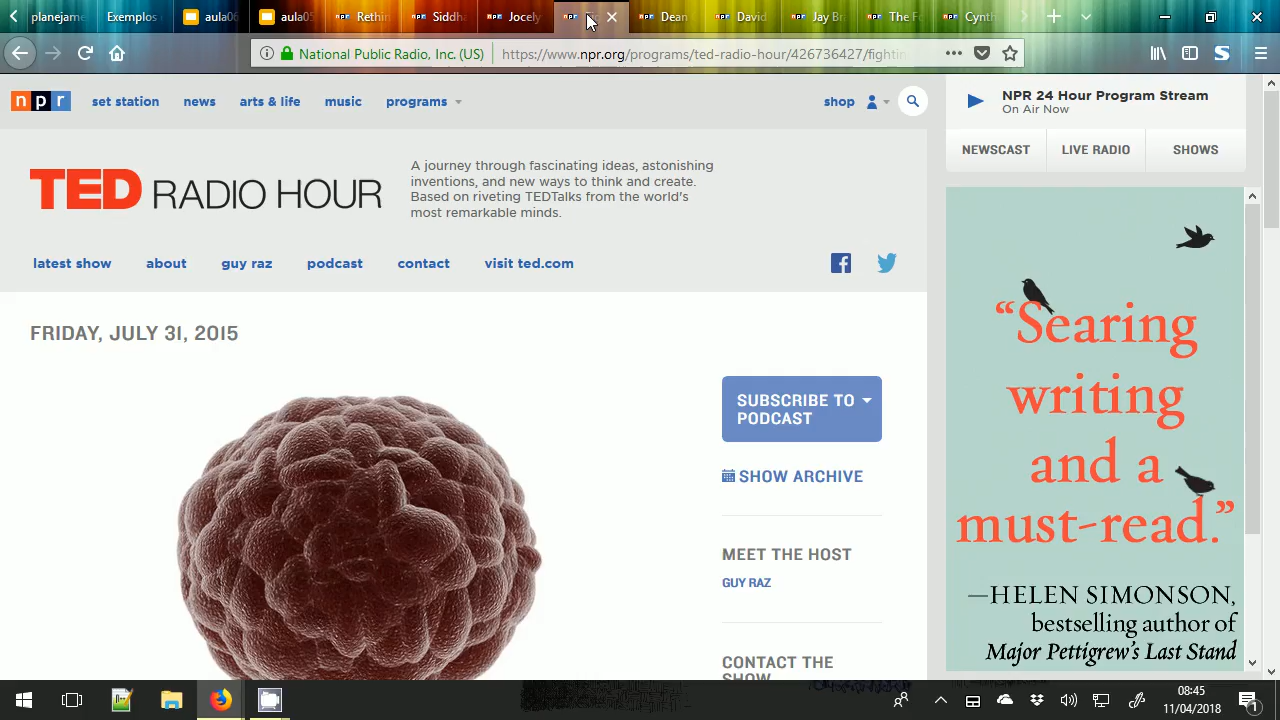 planejame
Exemplos
aula06
aula05
Rethin
Siddha
Jocely
Dean
David
Jay Bra
The Fo
Cynth
National Public Radio, Inc. (US)
https://www.npr.org/programs/ted-radio-hour/426736427/fighting
npr
set station
news
arts & life
music
programs
shop
NPR 24 Hour Program Stream
On Air Now
NEWSCAST
LIVE RADIO
SHOWS
TED RADIO HOUR
A journey through fascinating ideas, astonishing
inventions, and new ways to think and create.
Based on riveting TEDTalks from the world's
most remarkable minds.
latest show
about
guy raz
podcast
contact
visit ted.com
FRIDAY, JULY 31, 2015
SUBSCRIBE TO
PODCAST
SHOW ARCHIVE
MEET THE HOST
GUY RAZ
CONTACT THE
SHOW
“Searing
writing
and a
must-read.”
—HELEN SIMONSON,
bestselling author of
Major Pettigrew's Last Stand
08:45
11/04/2018
1